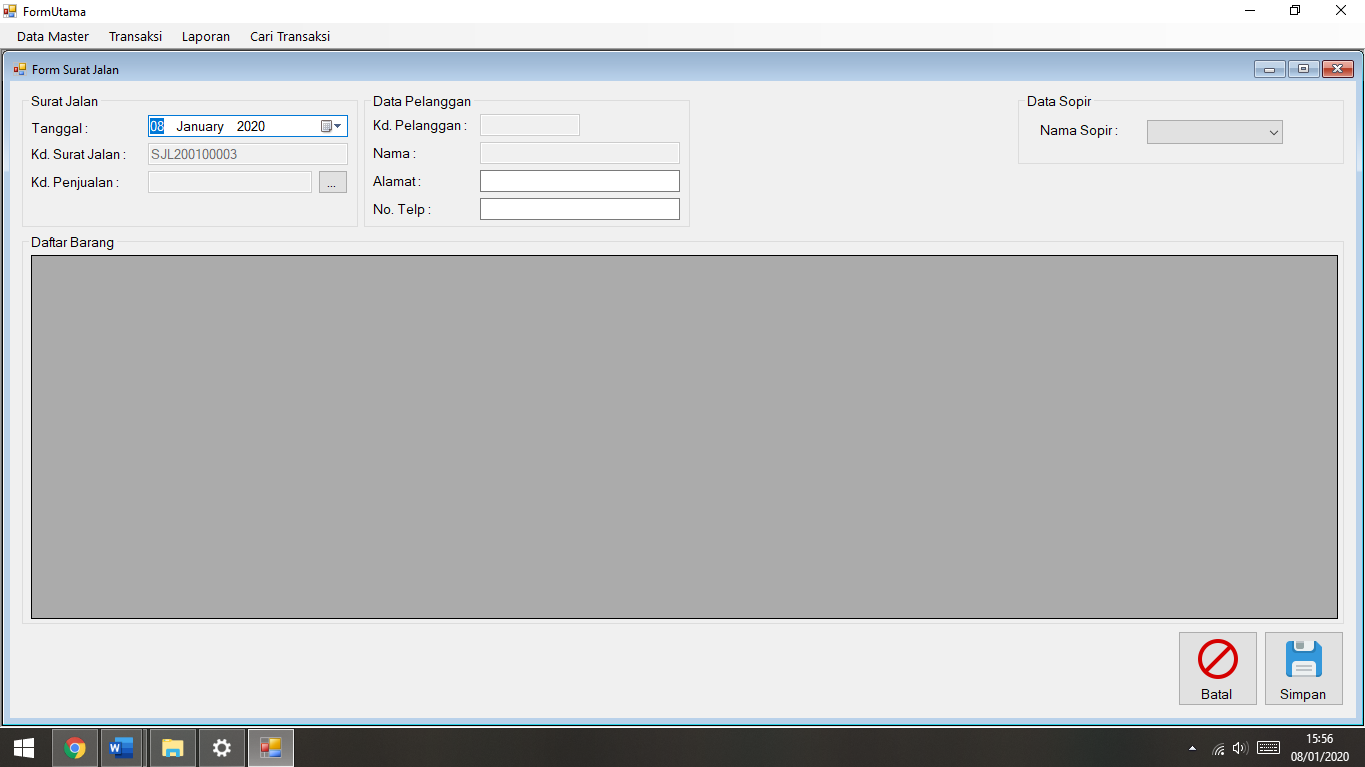 FormUtama
Data Master Transaksi Laporan Cari Transaksi
Form Surat Jalan
Surat Jalan
Tanggal :
08 January 2020
Kd. Surat Jalan :
SJL200100003
Kd. Penjualan :
...
Data Pelanggan
Kd. Pelanggan :
Nama :
Alamat :
No. Telp :
Data Sopir
Nama Sopir :
Daftar Barang
Batal
Simpan
15:56
08/01/2020